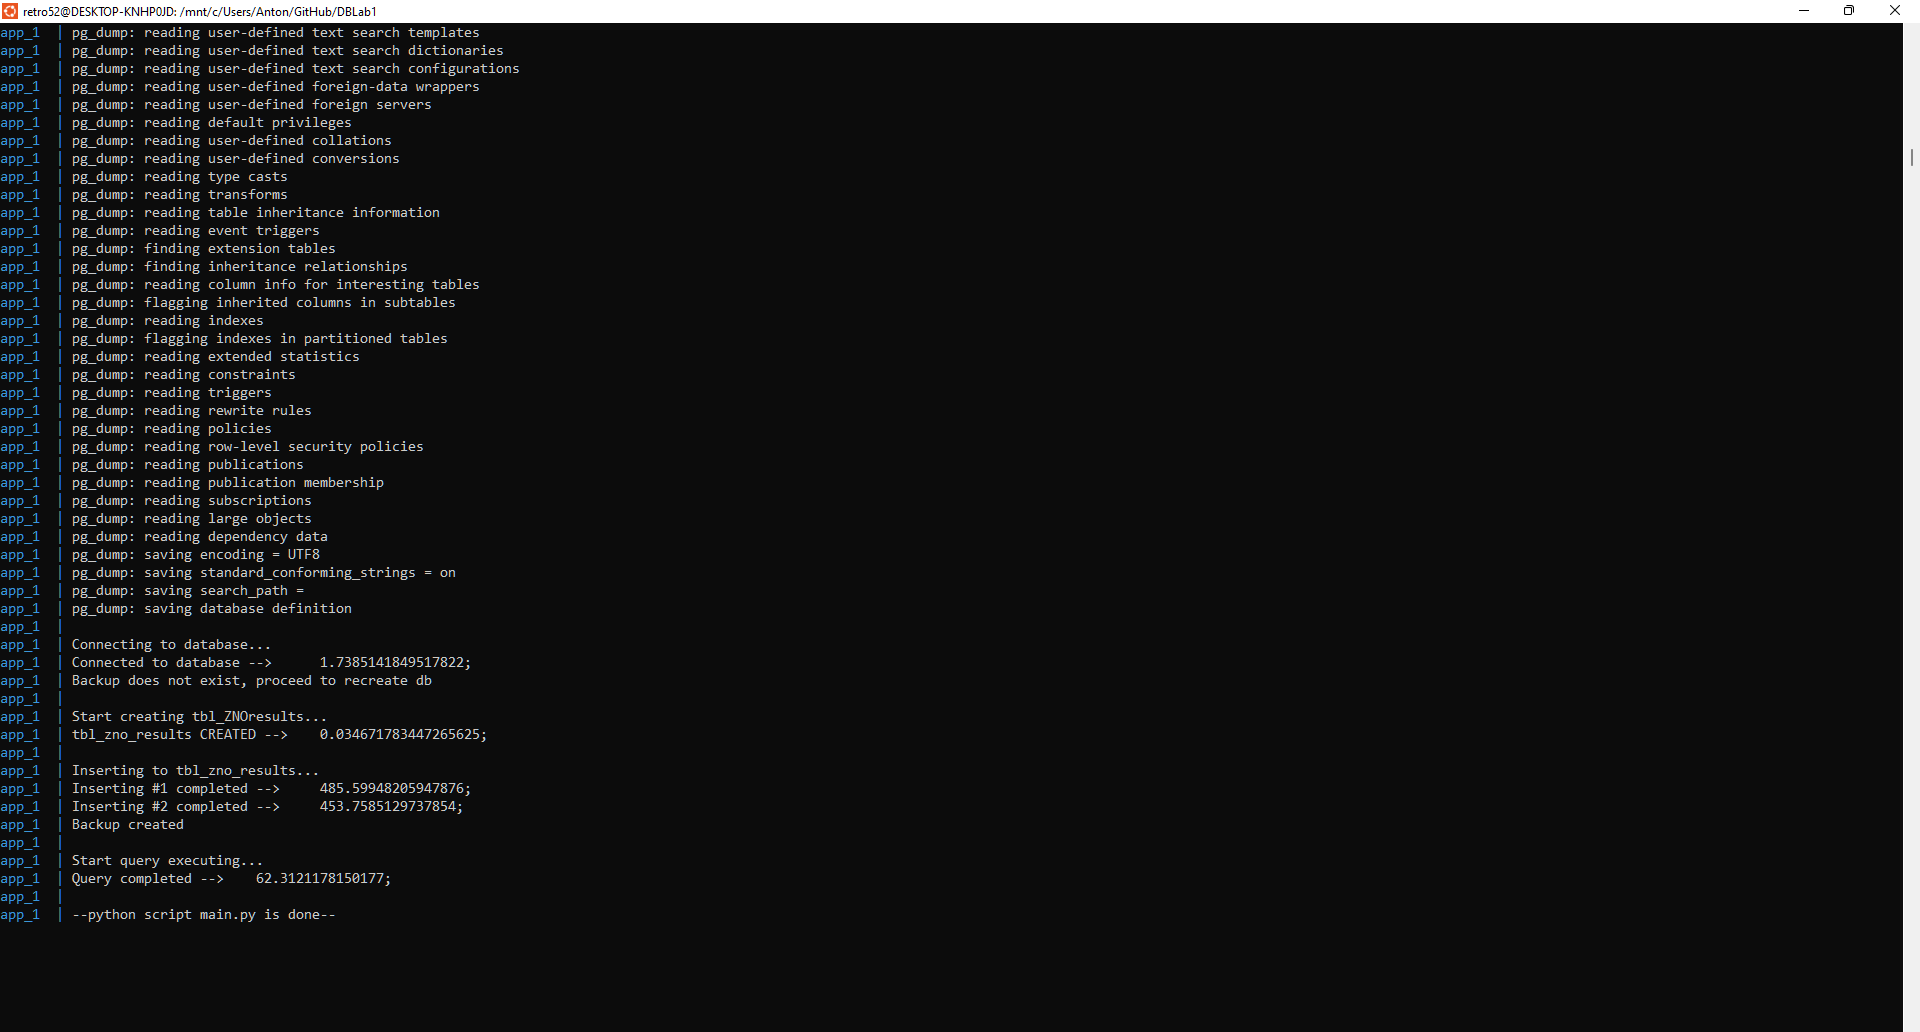 retro52@DESKTOP-KNHP0JD: /mnt/c/Users/Anton/GitHub/DBLab1
app_1  | pg_dump: reading user-defined text search templates
app_1  | pg_dump: reading user-defined text search dictionaries
app_1  | pg_dump: reading user-defined text search configurations
app_1  | pg_dump: reading user-defined foreign-data wrappers
app_1  | pg_dump: reading user-defined foreign servers
app_1  | pg_dump: reading default privileges
app_1  | pg_dump: reading user-defined collations
app_1  | pg_dump: reading user-defined conversions
app_1  | pg_dump: reading type casts
app_1  | pg_dump: reading transforms
app_1  | pg_dump: reading table inheritance information
app_1  | pg_dump: reading event triggers
app_1  | pg_dump: finding extension tables
app_1  | pg_dump: finding inheritance relationships
app_1  | pg_dump: reading column info for interesting tables
app_1  | pg_dump: flagging inherited columns in subtables
app_1  | pg_dump: reading indexes
app_1  | pg_dump: flagging indexes in partitioned tables
app_1  | pg_dump: reading extended statistics
app_1  | pg_dump: reading constraints
app_1  | pg_dump: reading triggers
app_1  | pg_dump: reading rewrite rules
app_1  | pg_dump: reading policies
app_1  | pg_dump: reading row-level security policies
app_1  | pg_dump: reading publications
app_1  | pg_dump: reading publication membership
app_1  | pg_dump: reading subscriptions
app_1  | pg_dump: reading large objects
app_1  | pg_dump: reading dependency data
app_1  | pg_dump: saving encoding = UTF8
app_1  | pg_dump: saving standard_conforming_strings = on
app_1  | pg_dump: saving search_path =
app_1  | pg_dump: saving database definition
app_1  |
app_1  | Connecting to database...
app_1  | Connected to database -->      1.7385141849517822;
app_1  | Backup does not exist, proceed to recreate db
app_1  |
app_1  | Start creating tbl_ZNOresults...
app_1  | tbl_zno_results CREATED -->    0.034671783447265625;
app_1  |
app_1  | Inserting to tbl_zno_results...
app_1  | Inserting #1 completed -->     485.59948205947876;
app_1  | Inserting #2 completed -->     453.7585129737854;
app_1  | Backup created
app_1  |
app_1  | Start query executing...
app_1  | Query completed -->    62.3121178150177;
app_1  |
app_1  | --python script main.py is done--